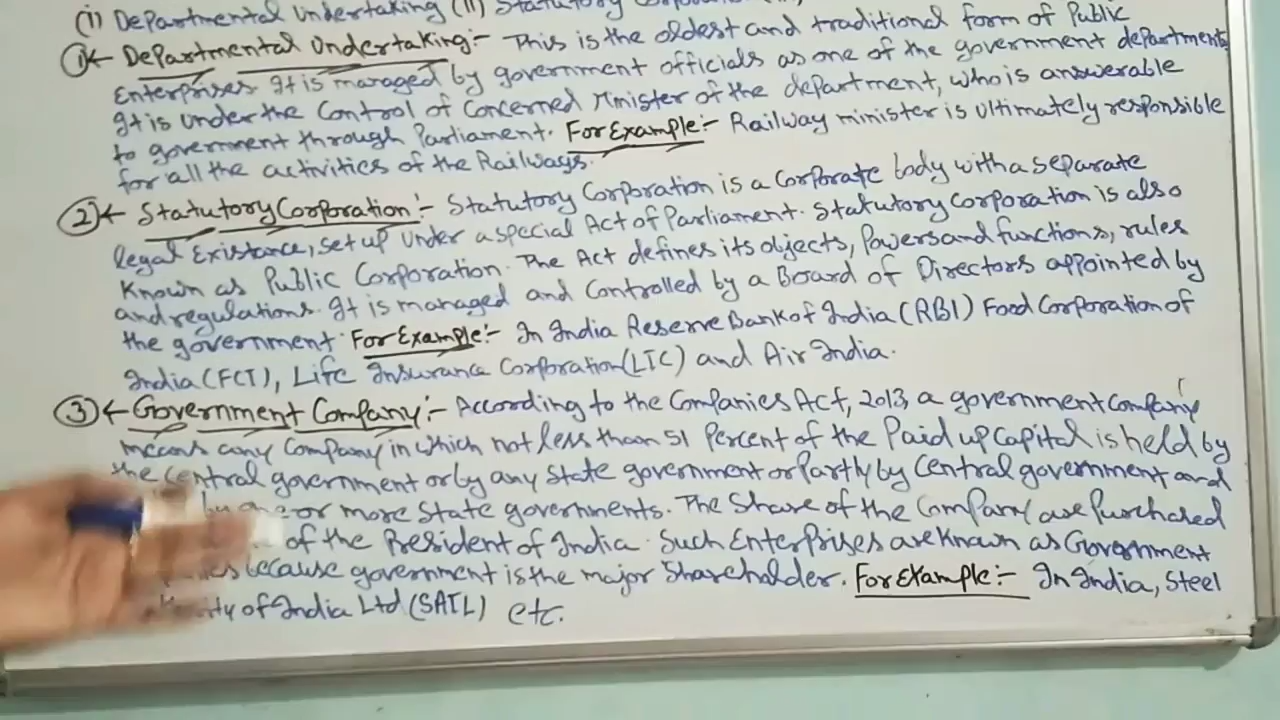 (i) Departmental Undertaking (ii) Statutory
①← Departmental Undertaking:- This is the oldest and traditional form of Public
Enterprises. It is managed by government officials as one of the government departments
It is under the Control of Concerned Minister of the department, who is answerable
to goverment through Parliament. For Example:- Railway minister is ultimately responsible
for all the activities of the Railways.
②← Statutory Corporation:- Statutory Corporation is a corporate body with a separate
legal Existance, set up under a special Act of Parliament. Statutory corporation is also
known as Public Corporation. The Act defines its objects, Powers and functions, rules
and regulations. It is managed and controlled by a Board of Directors appointed by
the government. For Example:- In India Reserve Bank of India (RBI) Food Corporation of
India (FCI), Life Insurance Corporation (LIC) and Air India.
③← Government Company:- According to the Companies Act, 2013, a government company
means any Company in which not less than 51 Percent of the Paid up capital is held by
the Central government or by any State government or Partly by Central government and
or more State governments. The Share of the Company are Purchased
of the President of India. Such Enterprises are known as Government
because government is the major Shareholder. For Example:- In India, Steel
of India Ltd (SAIL) etc.